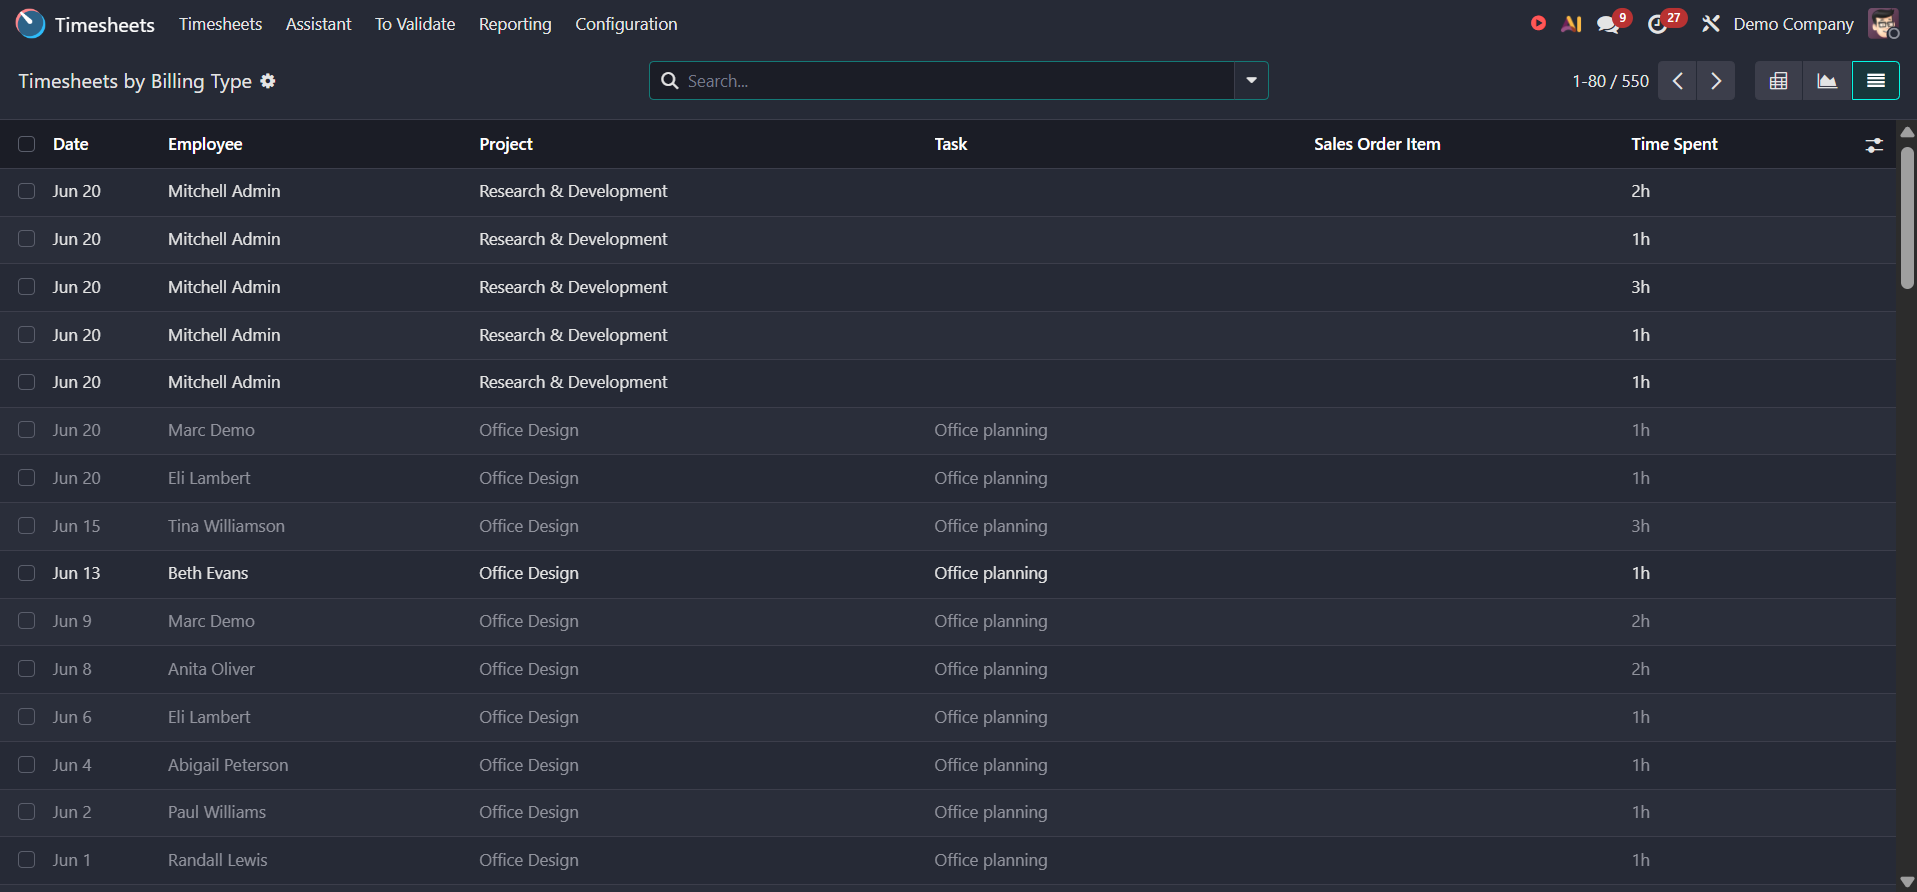 Timesheets Timesheets Assistant To Validate Reporting Configuration AI 9 27 Demo Company
Timesheets by Billing Type Search... 1-80 / 550
Date Employee Project Task Sales Order Item Time Spent
Jun 20 Mitchell Admin Research & Development 2h
Jun 20 Mitchell Admin Research & Development 1h
Jun 20 Mitchell Admin Research & Development 3h
Jun 20 Mitchell Admin Research & Development 1h
Jun 20 Mitchell Admin Research & Development 1h
Jun 20 Marc Demo Office Design Office planning 1h
Jun 20 Eli Lambert Office Design Office planning 1h
Jun 15 Tina Williamson Office Design Office planning 3h
Jun 13 Beth Evans Office Design Office planning 1h
Jun 9 Marc Demo Office Design Office planning 2h
Jun 8 Anita Oliver Office Design Office planning 2h
Jun 6 Eli Lambert Office Design Office planning 1h
Jun 4 Abigail Peterson Office Design Office planning 1h
Jun 2 Paul Williams Office Design Office planning 1h
Jun 1 Randall Lewis Office Design Office planning 1h